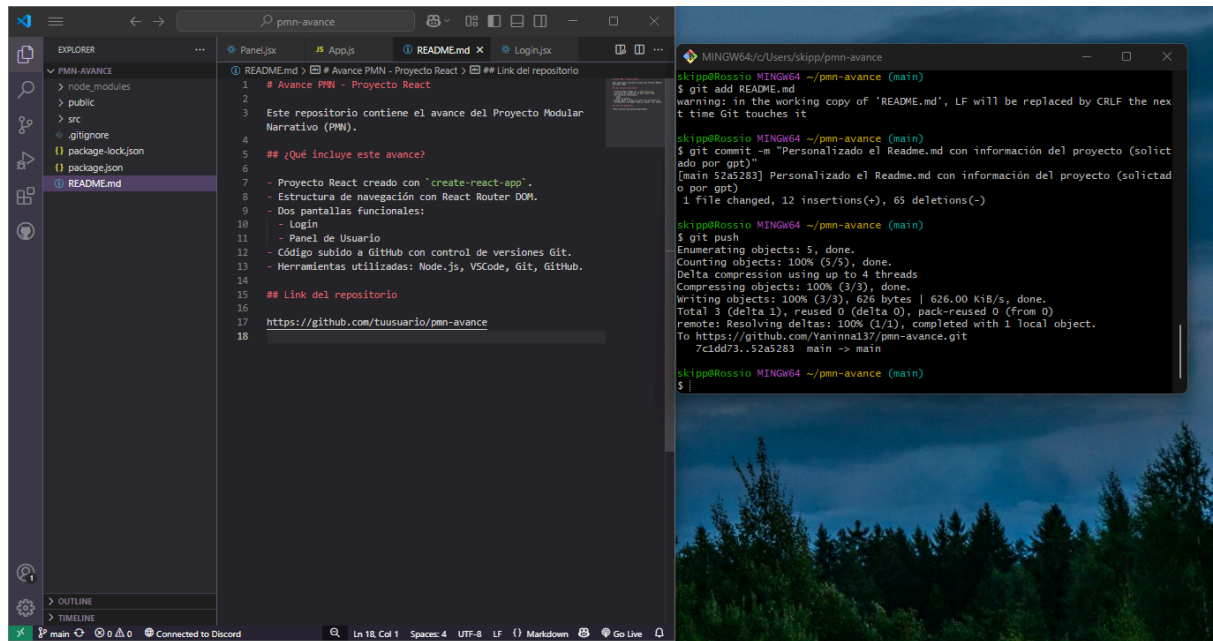 pmn-avance
EXPLORER
PMN-AVANCE
node_modules
public
src
.gitignore
package-lock.json
package.json
README.md
OUTLINE
TIMELINE
Panel.jsx
JS App.js
README.md
Login.jsx
README.md > # Avance PMN - Proyecto React > ## Link del repositorio
1 # Avance PMN - Proyecto React
2
3 Este repositorio contiene el avance del Proyecto Modular
Narrativo (PMN).
4
5 ## ¿Qué incluye este avance?
6
7 - Proyecto React creado con `create-react-app`.
8 - Estructura de navegación con React Router DOM.
9 - Dos pantallas funcionales:
10 - Login
11 - Panel de Usuario
12 - Código subido a GitHub con control de versiones Git.
13 - Herramientas utilizadas: Node.js, VSCode, Git, GitHub.
14
15 ## Link del repositorio
16
17 https://github.com/tuusuario/pmn-avance
18
main 0 0 Connected to Discord Ln 18, Col 1 Spaces: 4 UTF-8 LF {} Markdown Go Live
MINGW64:/c/Users/skipp/pmn-avance
skipp@Rossio MINGW64 ~/pmn-avance (main)
$ git add README.md
warning: in the working copy of 'README.md', LF will be replaced by CRLF the nex
t time Git touches it
skipp@Rossio MINGW64 ~/pmn-avance (main)
$ git commit -m "Personalizado el Readme.md con información del proyecto (solict
ado por gpt)"
[main 52a5283] Personalizado el Readme.md con información del proyecto (solictad
o por gpt)
1 file changed, 12 insertions(+), 65 deletions(-)
skipp@Rossio MINGW64 ~/pmn-avance (main)
$ git push
Enumerating objects: 5, done.
Counting objects: 100% (5/5), done.
Delta compression using up to 4 threads
Compressing objects: 100% (3/3), done.
Writing objects: 100% (3/3), 626 bytes | 626.00 KiB/s, done.
Total 3 (delta 1), reused 0 (delta 0), pack-reused 0 (from 0)
remote: Resolving deltas: 100% (1/1), completed with 1 local object.
To https://github.com/Yaninna137/pmn-avance.git
7c1dd73..52a5283 main -> main
skipp@Rossio MINGW64 ~/pmn-avance (main)
$